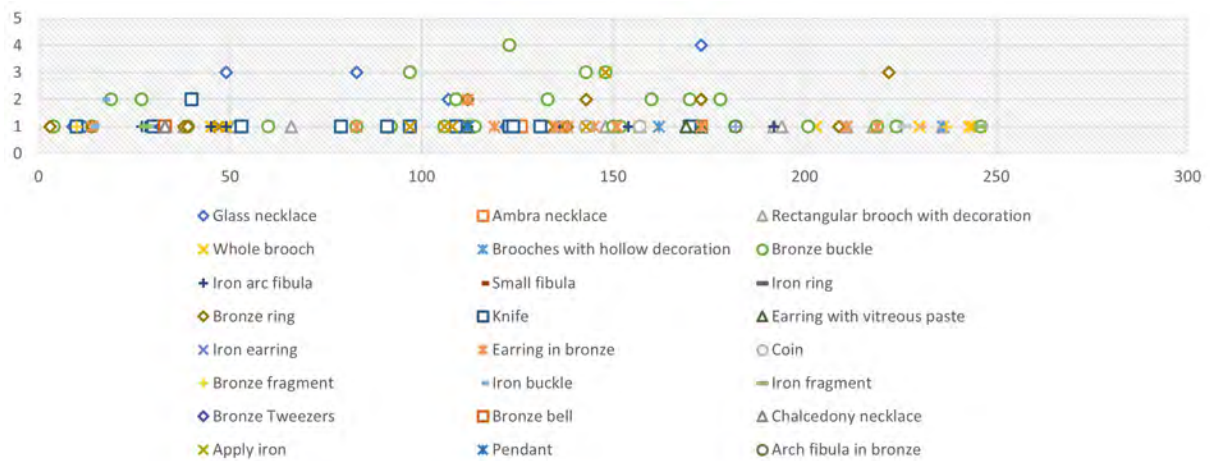 5
4
3
2
1
0
0 50 100 150 200 250 300
Glass necklace Ambra necklace Rectangular brooch with decoration
Whole brooch Brooches with hollow decoration Bronze buckle
Iron arc fibula Small fibula Iron ring
Bronze ring Knife Earring with vitreous paste
Iron earring Earring in bronze Coin
Bronze fragment Iron buckle Iron fragment
Bronze Tweezers Bronze bell Chalcedony necklace
Apply iron Pendant Arch fibula in bronze